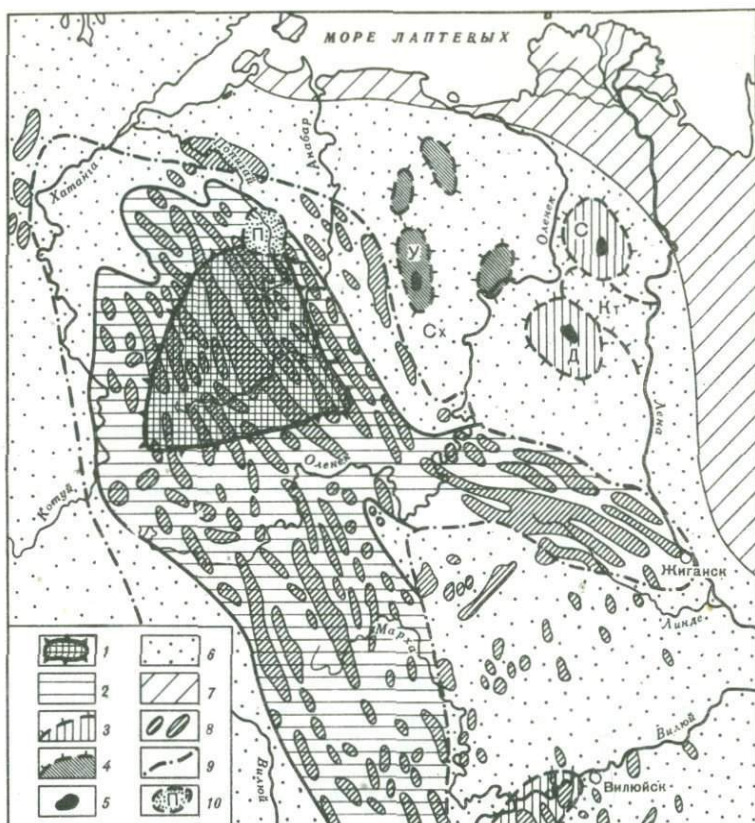 МОРЕ ЛАПТЕВЫХ
Хатанга
Попигай
Анабар
Оленек
П
С
У
Сх
Кт
Д
Лена
Оленек
Котуй
Жиганск
Линде
Марха
Вилюй
Вилюй
Вилюйск
1
6
2
7
3
8
4
9
5
10
П